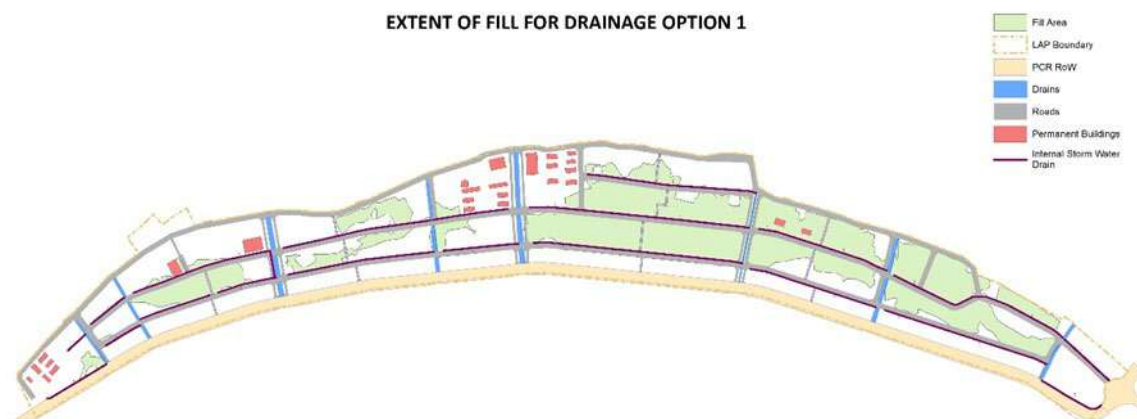 EXTENT OF FILL FOR DRAINAGE OPTION 1
Fill Area
LAP Boundary
PCR RoW
Drains
Roads
Permanent Buildings
Internal Storm Water
Drain